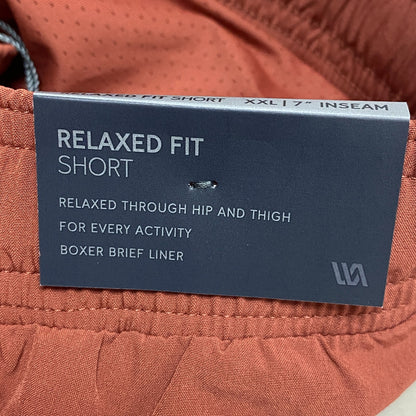 RELAXED FIT SHORT XXL | 7" INSEAM
RELAXED FIT
SHORT
RELAXED THROUGH HIP AND THIGH
FOR EVERY ACTIVITY
BOXER BRIEF LINER